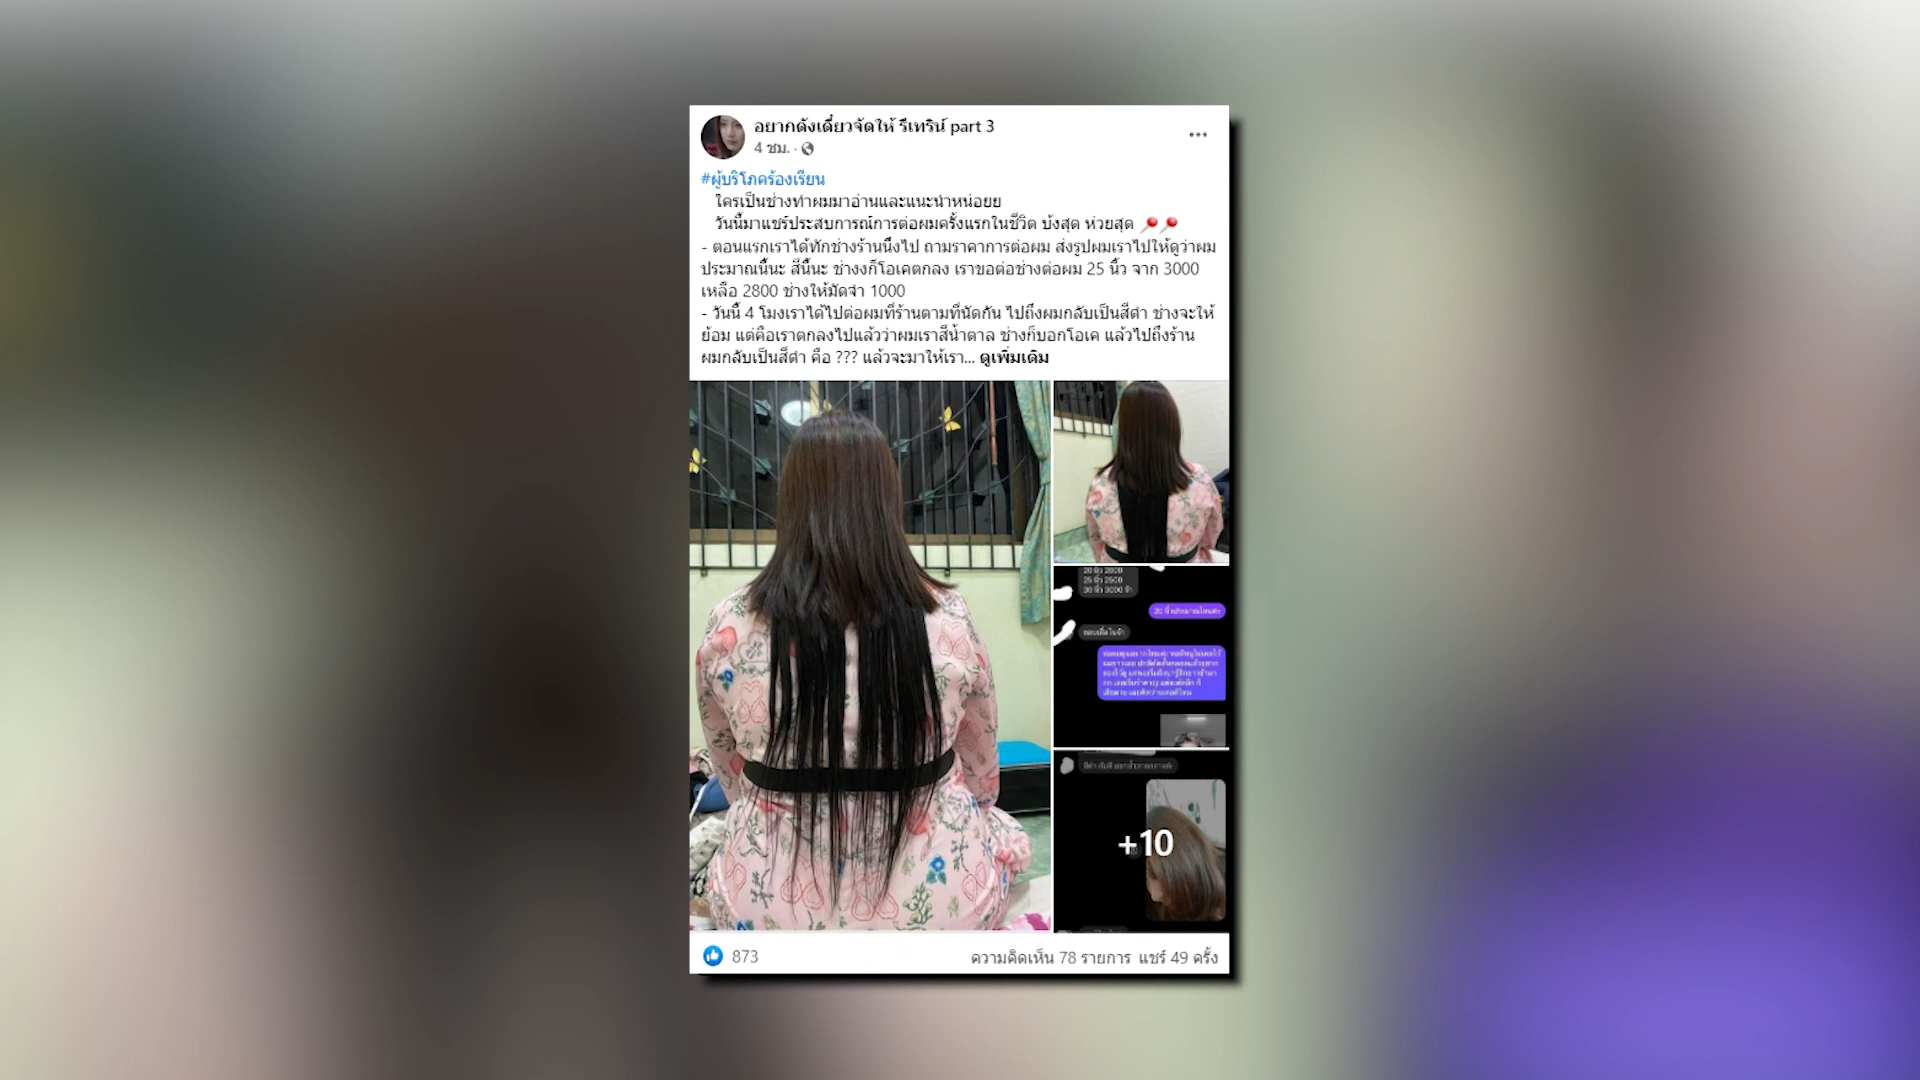 อยากดังเดี๋ยวจัดให้ รีเทริน์ part 3
4 ชม. ·
#ผู้บริโภคร้องเรียน
ใครเป็นช่างทำผมมาอ่านและแนะนำหน่อยย
วันนี้มาแชร์ประสบการณ์การต่อผมครั้งแรกในชีวิต บ้งสุด ห่วยสุด
- ตอนแรกเราได้ทักช่างร้านนึงไป ถามราคาการต่อผม ส่งรูปผมเราไปให้ดูว่าผม
ประมาณนี้นะ สีนี้นะ ช่างงก็โอเคตกลง เราขอต่อช่างต่อผม 25 นิ้ว จาก 3000
เหลือ 2800 ช่างให้มัดจำ 1000
- วันนี้ 4 โมงเราได้ไปต่อผมที่ร้านตามที่นัดกัน ไปถึงผมกลับเป็นสีดำ ช่างจะให้
ย้อม แต่คือเราตกลงไปแล้วว่าผมเราสีน้ำตาล ช่างก็บอกโอเค แล้วไปถึงร้าน
ผมกลับเป็นสีดำ คือ ??? แล้วจะมาให้เรา... ดูเพิ่มเติม
25 นิ้ว 2500
30 นิ้ว 3000 จ้า
+10
873
ความคิดเห็น 78 รายการ แชร์ 49 ครั้ง